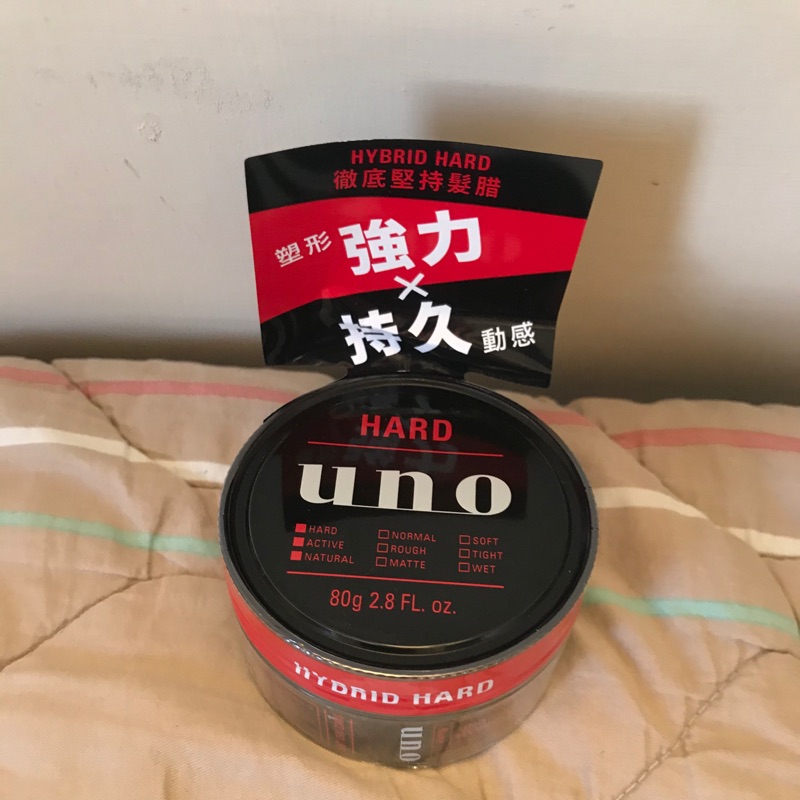 HYBRID HARD
徹底堅持髮腊
塑形 強力
×
持久 動感
HARD
uno
HARD NORMAL SOFT
ACTIVE ROUGH TIGHT
NATURAL MATTE WET
80g 2.8 FL. oz.
HYBRID HARD
uno